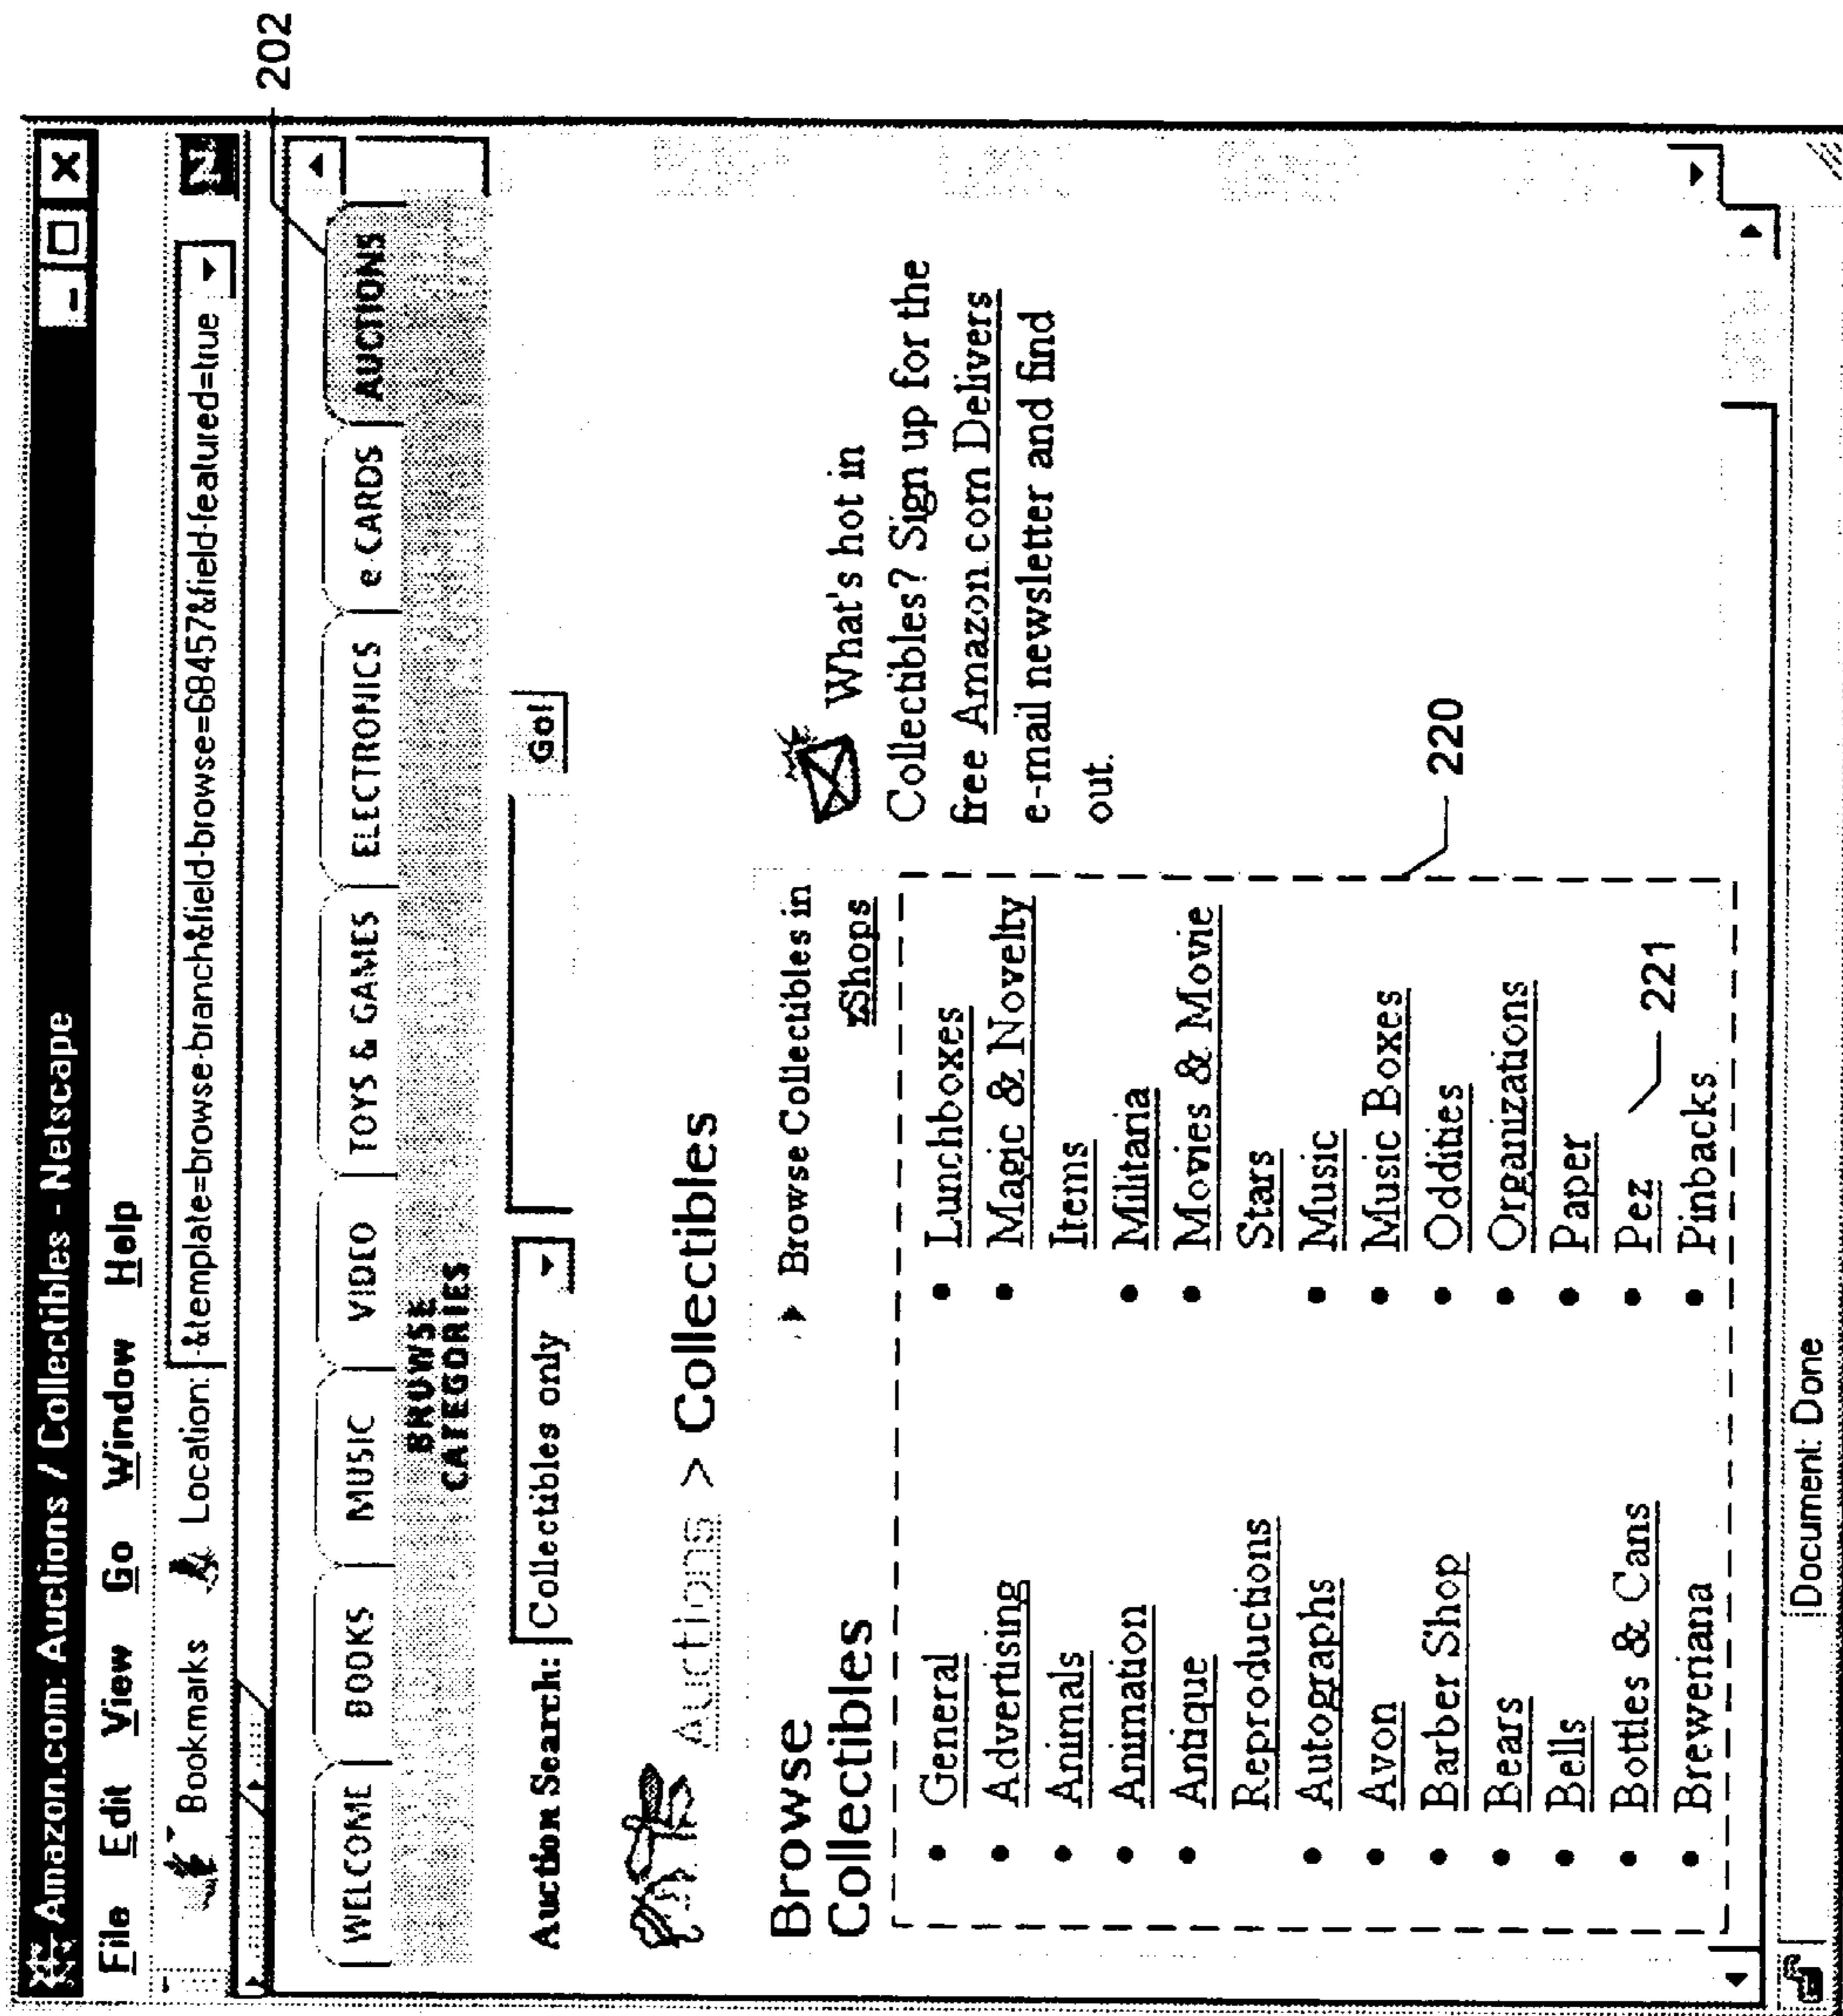 Amazon.com: Auctions / Collectibles - Netscape
File Edit View Go Window Help
Bookmarks Location: -&template=browse-branch&field-browse=68457&field-featured=true
202
WELCOME BOOKS MUSIC VIDEO TOYS & GAMES ELECTRONICS e-CARDS AUCTIONS
BROWSE
CATEGORIES
Auction Search: Collectibles only Go!
Auctions > Collectibles
Browse
Collectibles
Browse Collectibles in
zShops
• General
• Advertising
• Animals
• Animation
• Antique
Reproductions
• Autographs
• Avon
• Barber Shop
• Bears
• Bells
• Bottles & Cans
• Breweriana
• Lunchboxes
• Magic & Novelty
Items
• Militaria
• Movies & Movie
Stars
• Music
• Music Boxes
• Oddities
• Organizations
• Paper
• Pez
• Pinbacks
221
220
What's hot in
Collectibles? Sign up for the
free Amazon.com Delivers
e-mail newsletter and find
out.
Document: Done